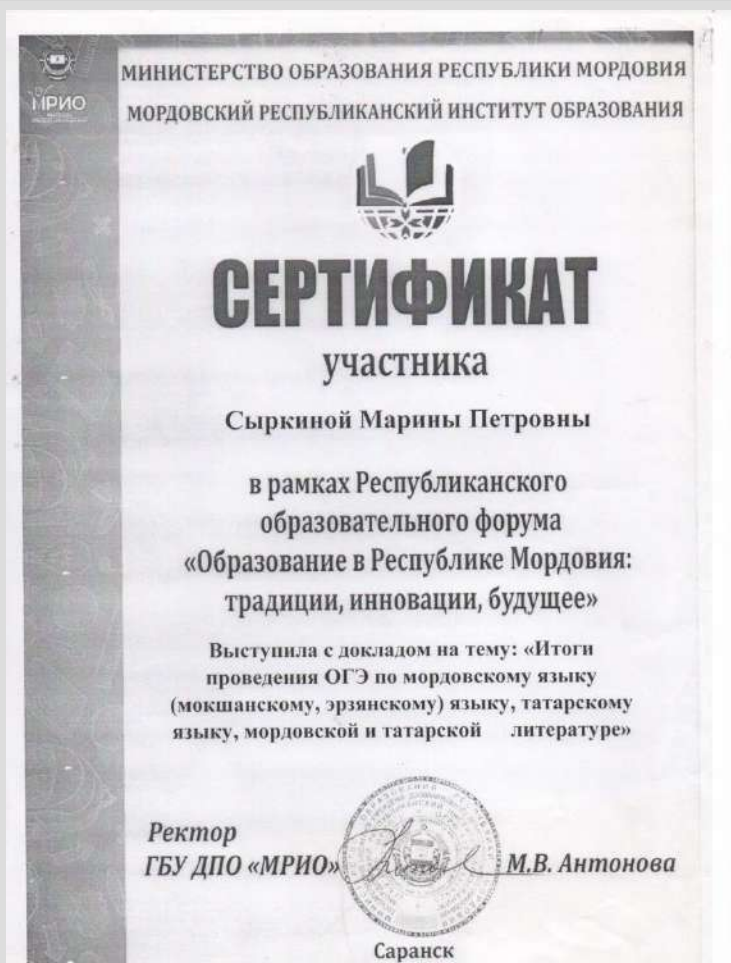 МРИО
МИНИСТЕРСТВО ОБРАЗОВАНИЯ РЕСПУБЛИКИ МОРДОВИЯ
МОРДОВСКИЙ РЕСПУБЛИКАНСКИЙ ИНСТИТУТ ОБРАЗОВАНИЯ
СЕРТИФИКАТ
участника
Сыркиной Марины Петровны
в рамках Республиканского
образовательного форума
«Образование в Республике Мордовия:
традиции, инновации, будущее»
Выступила с докладом на тему: «Итоги
проведения ОГЭ по мордовскому языку
(мокшанскому, эрзянскому) языку, татарскому
языку, мордовской и татарской литературе»
Ректор
ГБУ ДПО «МРИО»
М.В. Антонова
Саранск